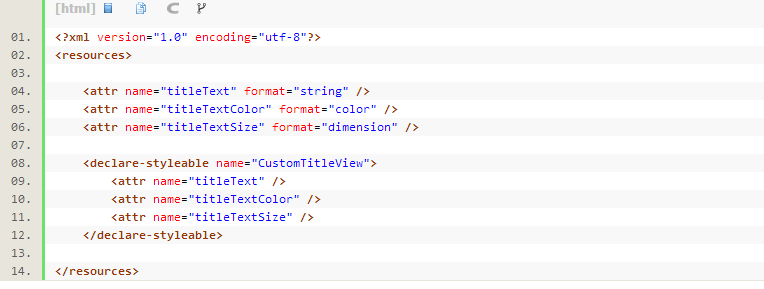 [html]
01. <?xml version="1.0" encoding="utf-8"?>
02. <resources>
03.
04.     <attr name="titleText" format="string" />
05.     <attr name="titleTextColor" format="color" />
06.     <attr name="titleTextSize" format="dimension" />
07.
08.     <declare-styleable name="CustomTitleView">
09.         <attr name="titleText" />
10.         <attr name="titleTextColor" />
11.         <attr name="titleTextSize" />
12.     </declare-styleable>
13.
14. </resources>